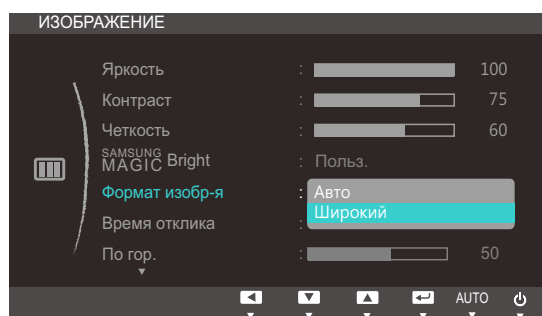 ИЗОБРАЖЕНИЕ
Яркость : 100
Контраст : 75
Четкость : 60
SAMSUNG MAGIC Bright : Польз.
Формат изобр-я : Авто
Широкий
Время отклика :
По гор. : 50
AUTO